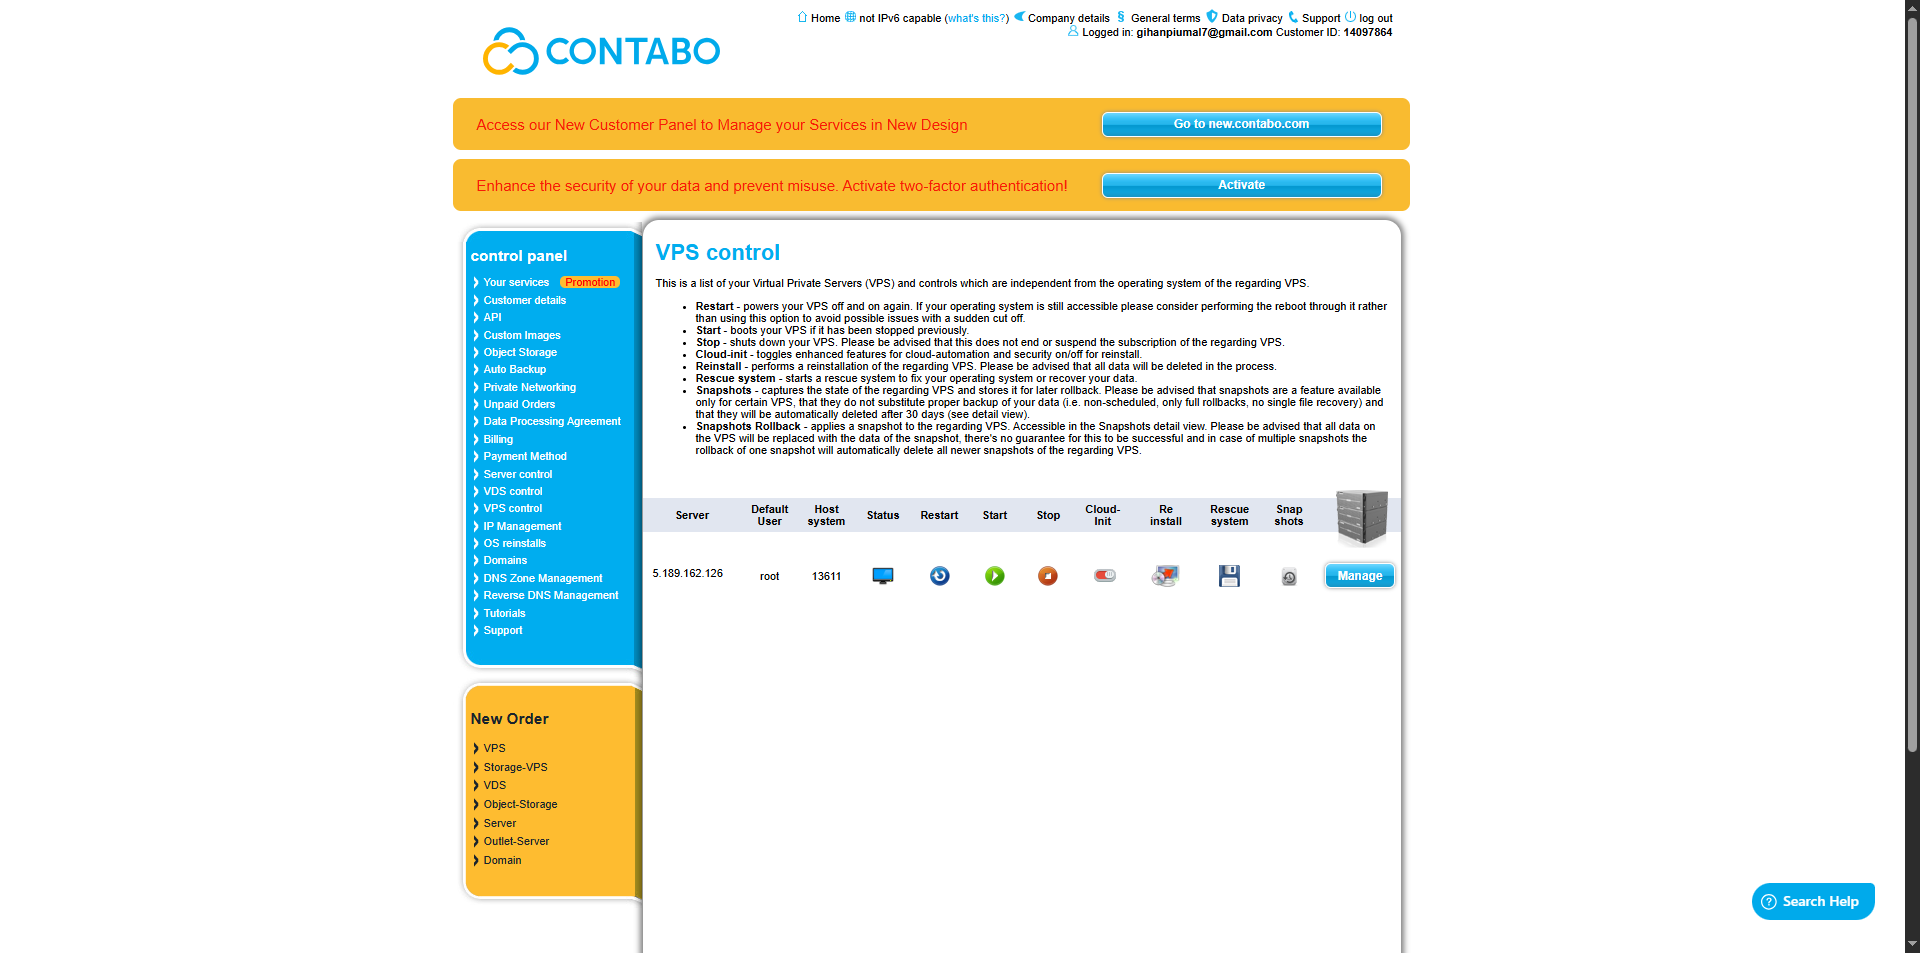 Home not IPv6 capable (what's this?) Company details General terms Data privacy Support log out
Logged in: gihanpiumal7@gmail.com Customer ID: 14097864
CONTABO
Access our New Customer Panel to Manage your Services in New Design
Go to new.contabo.com
Enhance the security of your data and prevent misuse. Activate two-factor authentication!
Activate
control panel
Your services Promotion
Customer details
API
Custom Images
Object Storage
Auto Backup
Private Networking
Unpaid Orders
Data Processing Agreement
Billing
Payment Method
Server control
VDS control
VPS control
IP Management
OS reinstalls
Domains
DNS Zone Management
Reverse DNS Management
Tutorials
Support
New Order
VPS
Storage-VPS
VDS
Object-Storage
Server
Outlet-Server
Domain
VPS control
This is a list of your Virtual Private Servers (VPS) and controls which are independent from the operating system of the regarding VPS.
Restart - powers your VPS off and on again. If your operating system is still accessible please consider performing the reboot through it rather
than using this option to avoid possible issues with a sudden cut off.
Start - boots your VPS if it has been stopped previously.
Stop - shuts down your VPS. Please be advised that this does not end or suspend the subscription of the regarding VPS.
Cloud-init - toggles enhanced features for cloud-automation and security on/off for reinstall.
Reinstall - performs a reinstallation of the regarding VPS. Please be advised that all data will be deleted in the process.
Rescue system - starts a rescue system to fix your operating system or recover your data.
Snapshots - captures the state of the regarding VPS and stores it for later rollback. Please be advised that snapshots are a feature available
only for certain VPS, that they do not substitute proper backup of your data (i.e. non-scheduled, only full rollbacks, no single file recovery) and
that they will be automatically deleted after 30 days (see detail view).
Snapshots Rollback - applies a snapshot to the regarding VPS. Accessible in the Snapshots detail view. Please be advised that all data on
the VPS will be replaced with the data of the snapshot, there's no guarantee for this to be successful and in case of multiple snapshots the
rollback of one snapshot will automatically delete all newer snapshots of the regarding VPS.
Server Default User Host system Status Restart Start Stop Cloud-Init Re install Rescue system Snap shots
5.189.162.126 root 13611 Manage
Search Help